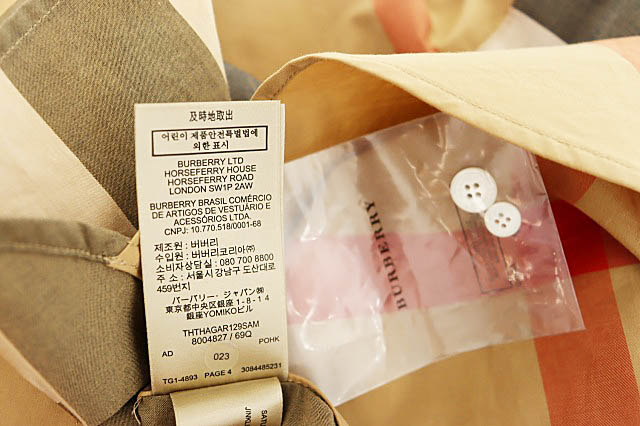 及時地取出
어린이 제품안전특별법에
의한 표시
BURBERRY LTD
HORSEFERRY HOUSE
HORSEFERRY ROAD
LONDON SW1P 2AW
BURBERRY BRASIL COMÉRCIO
DE ARTIGOS DE VESTUÁRIO E
ACESSÓRIOS LTDA.
CNPJ: 10.770.518/0001-68
제조원 : 버버리
수입원 : 버버리코리아㈜
소비자상담실 : 080 700 8800
주 소 : 서울시 강남구 도산대로
459번지
バーバリー・ジャパン㈱
東京都中央区銀座 1 - 8 - 1 4
銀座YOMIKOビル
THTHAGAR129SAM
8004827 / 69Q
AD 023 POHK
TG1-4893 PAGE 4 3084485231
BURBERRY